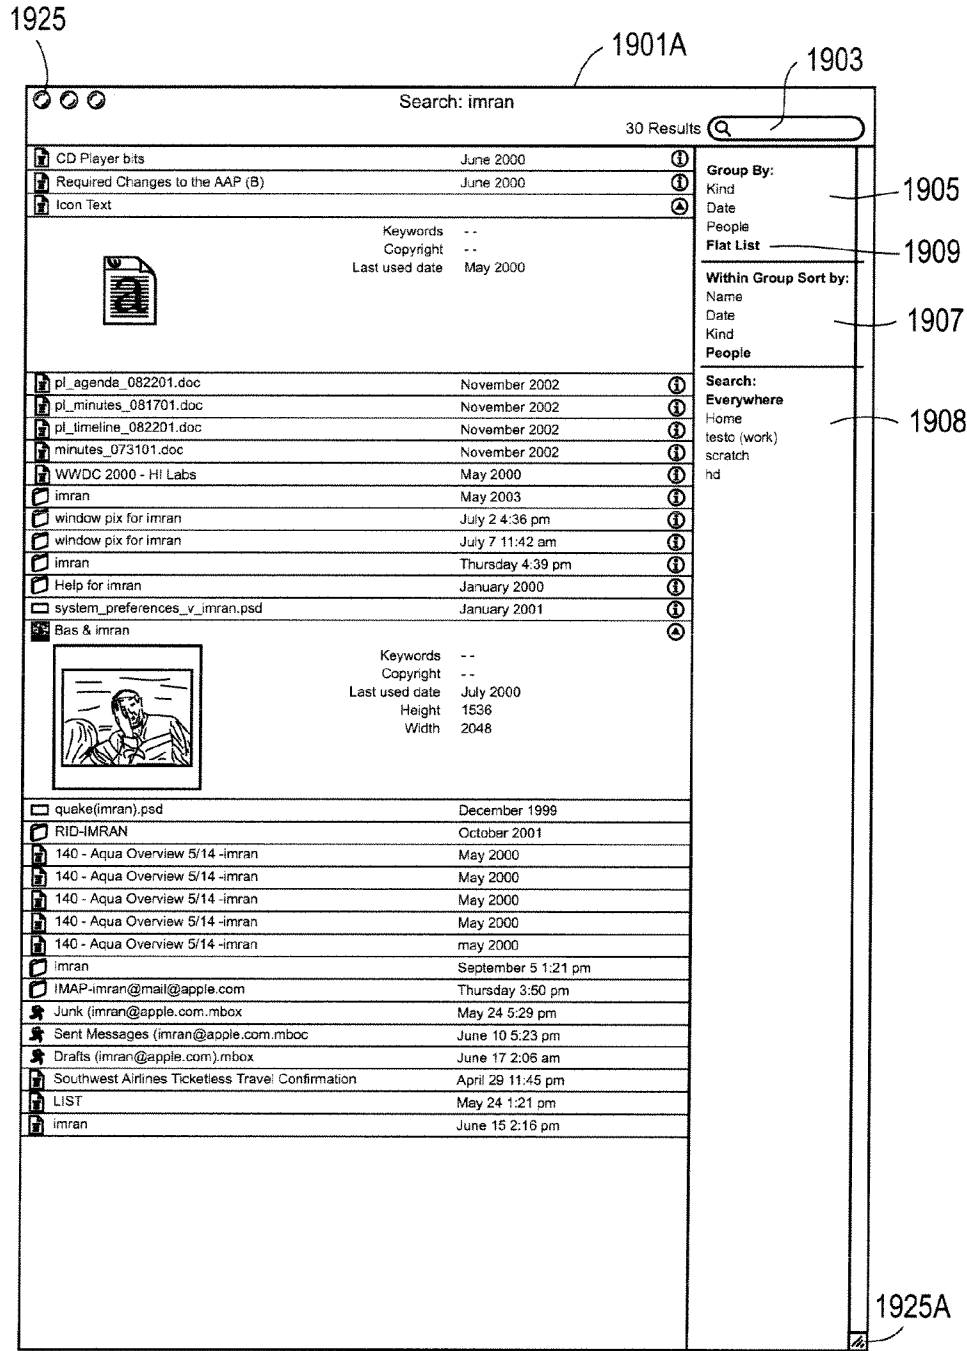 1925
1901A
1903
Search: imran
30 Results
CD Player bits June 2000
Required Changes to the AAP (B) June 2000
Icon Text
Keywords - -
Copyright - -
Last used date May 2000
a
Group By:
Kind
Date
People
Flat List
1905
1909
Within Group Sort by:
Name
Date
Kind
People
1907
Search:
Everywhere
Home
testo (work)
scratch
hd
1908
pl_agenda_082201.doc November 2002
pl_minutes_081701.doc November 2002
pl_timeline_082201.doc November 2002
minutes_073101.doc November 2002
WWDC 2000 - HI Labs May 2000
imran May 2003
window pix for imran July 2 4:36 pm
window pix for imran July 7 11:42 am
imran Thursday 4:39 pm
Help for imran January 2000
system_preferences_v_imran.psd January 2001
Bas & imran
Keywords - -
Copyright - -
Last used date July 2000
Height 1536
Width 2048
quake(imran).psd December 1999
RID-IMRAN October 2001
140 - Aqua Overview 5/14 -imran May 2000
140 - Aqua Overview 5/14 -imran May 2000
140 - Aqua Overview 5/14 -imran May 2000
140 - Aqua Overview 5/14 -imran May 2000
140 - Aqua Overview 5/14 -imran may 2000
imran September 5 1:21 pm
IMAP-imran@mail@apple.com Thursday 3:50 pm
Junk (imran@apple.com.mbox May 24 5:29 pm
Sent Messages (imran@apple.com.mboc June 10 5:23 pm
Drafts (imran@apple.com).mbox June 17 2:06 am
Southwest Airlines Ticketless Travel Confirmation April 29 11:45 pm
LIST May 24 1:21 pm
imran June 15 2:16 pm
1925A